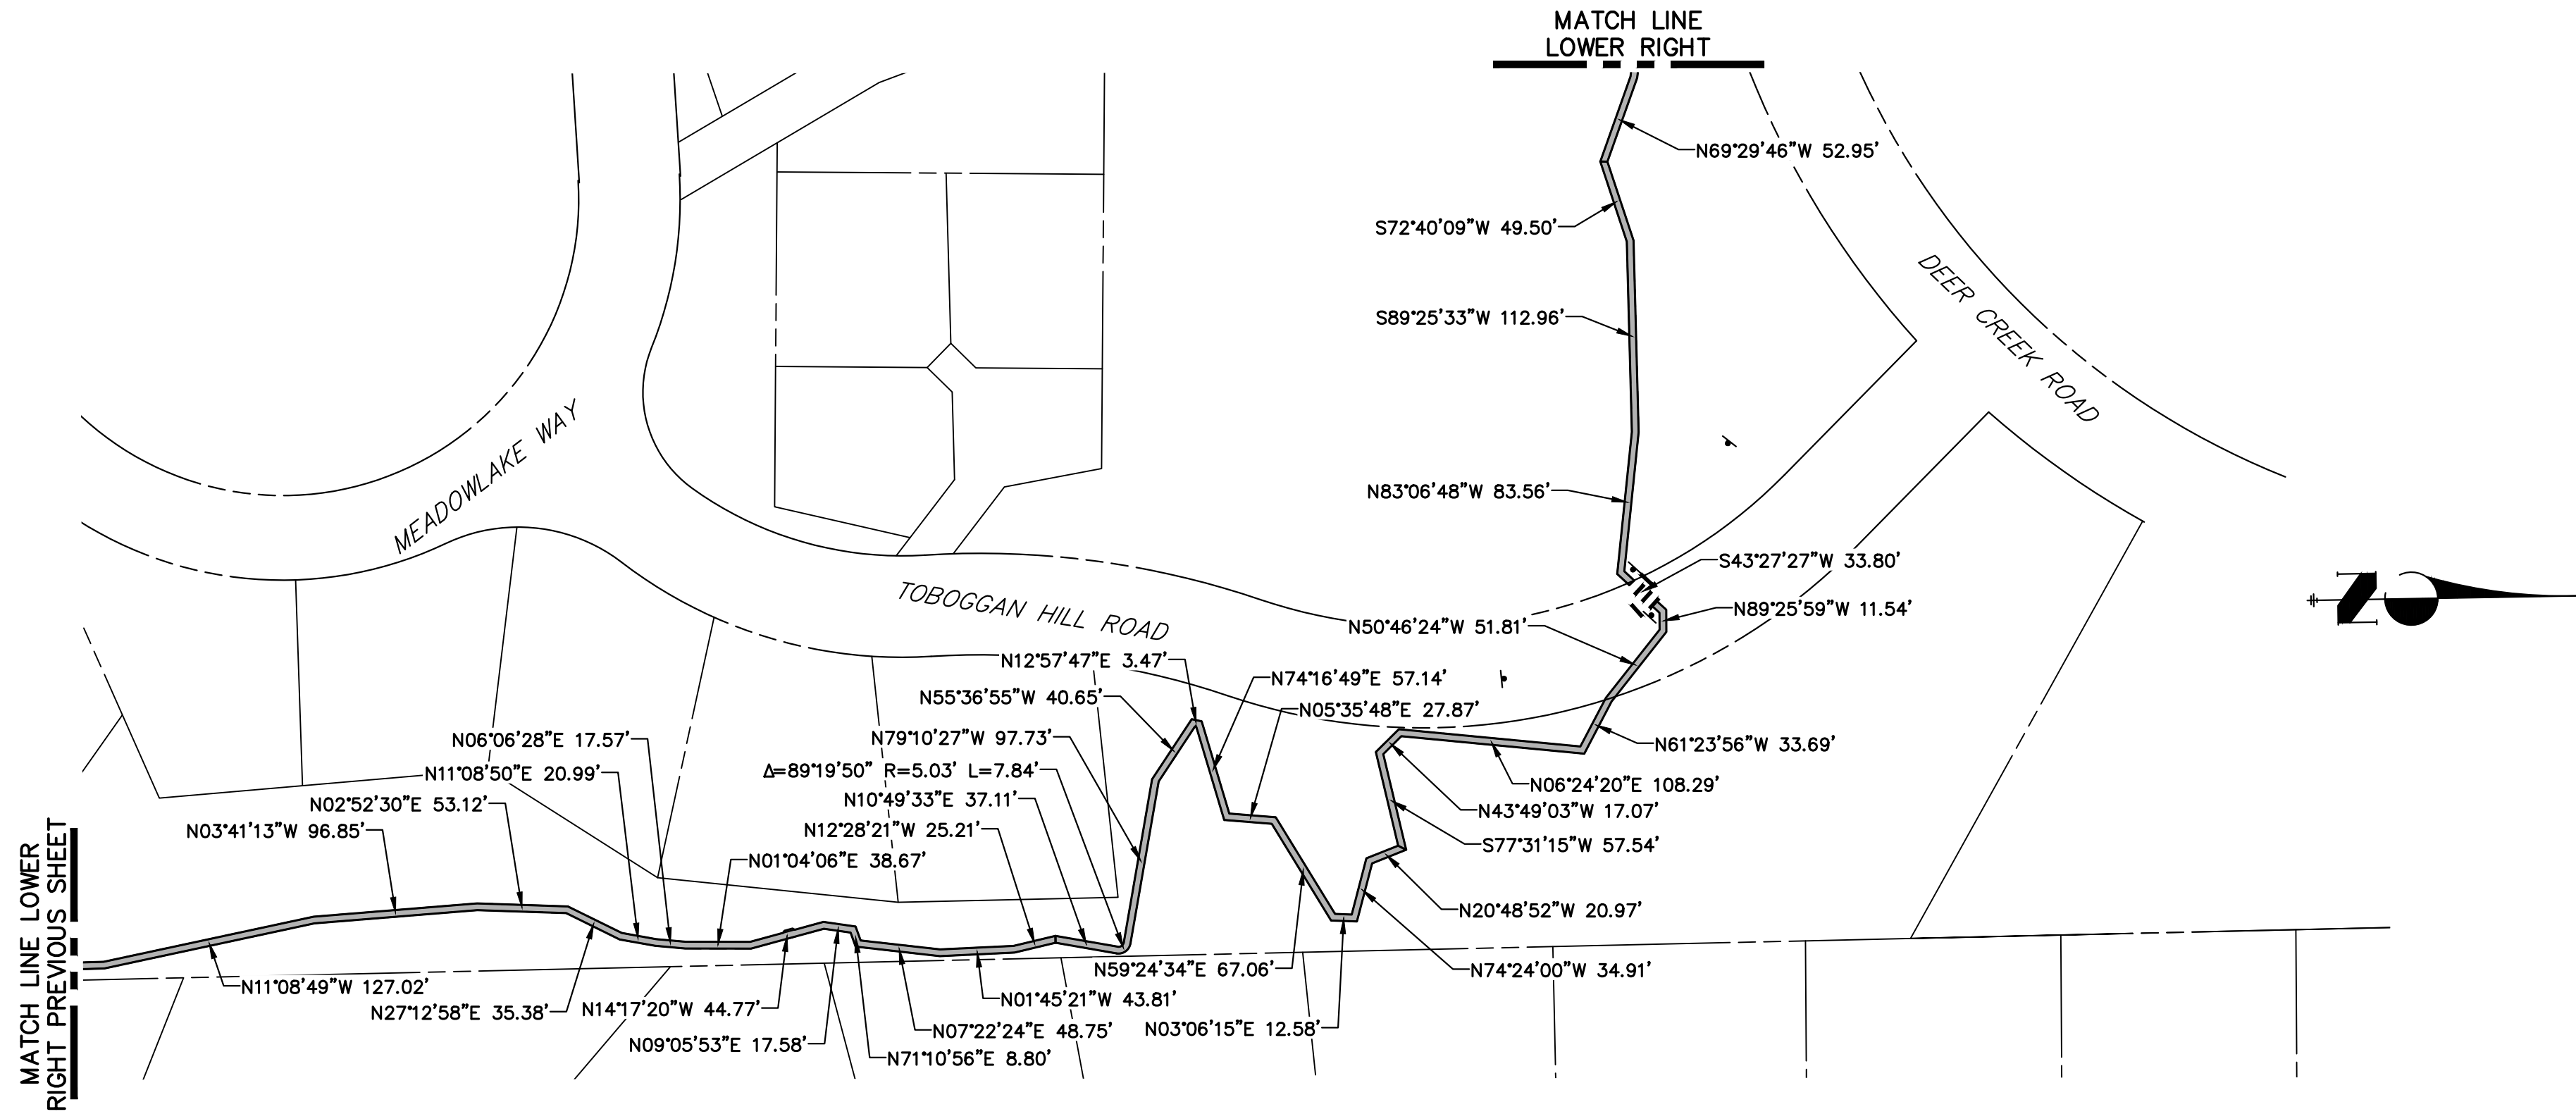 MATCH LINE
LOWER RIGHT
N69°29'46"W 52.95'
S72°40'09"W 49.50'
S89°25'33"W 112.96'
DEER CREEK ROAD
MEADOWLAKE WAY
N83°06'48"W 83.56'
S43°27'27"W 33.80'
TOBOGGAN HILL ROAD
N89°25'59"W 11.54'
N50°46'24"W 51.81'
N
N12°57'47"E 3.47'
N74°16'49"E 57.14'
N55°36'55"W 40.65'
N05°35'48"E 27.87'
N79°10'27"W 97.73'
N06°06'28"E 17.57'
N61°23'56"W 33.69'
N11°08'50"E 20.99'
Δ=89°19'50" R=5.03' L=7.84'
N06°24'20"E 108.29'
N02°52'30"E 53.12'
N10°49'33"E 37.11'
N43°49'03"W 17.07'
N03°41'13"W 96.85'
N12°28'21"W 25.21'
S77°31'15"W 57.54'
N01°04'06"E 38.67'
N20°48'52"W 20.97'
MATCH LINE LOWER
RIGHT PREVIOUS SHEET
N59°24'34"E 67.06'
N74°24'00"W 34.91'
N11°08'49"W 127.02'
N01°45'21"W 43.81'
N27°12'58"E 35.38'
N14°17'20"W 44.77'
N07°22'24"E 48.75'
N03°06'15"E 12.58'
N09°05'53"E 17.58'
N71°10'56"E 8.80'